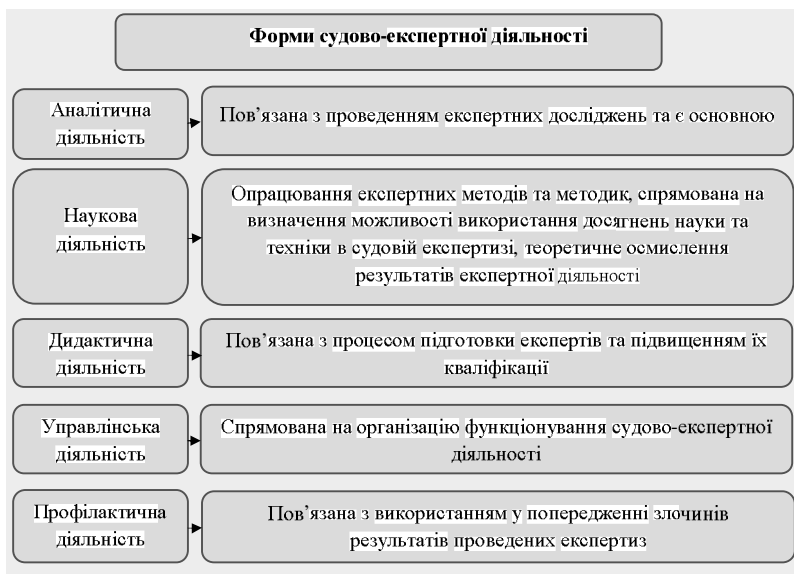 Форми судово-експертної діяльності
Аналітична
діяльність
Пов’язана з проведенням експертних досліджень та є основною
Наукова
діяльність
Опрацювання експертних методів та методик, спрямована на
визначення можливості використання досягнень науки та
техніки в судовій експертизі, теоретичне осмислення
результатів експертної діяльності
Дидактична
діяльність
Пов’язана з процесом підготовки експертів та підвищенням їх
кваліфікації
Управлінська
діяльність
Спрямована на організацію функціонування судово-експертної
діяльності
Профілактична
діяльність
Пов’язана з використанням у попередженні злочинів
результатів проведених експертиз